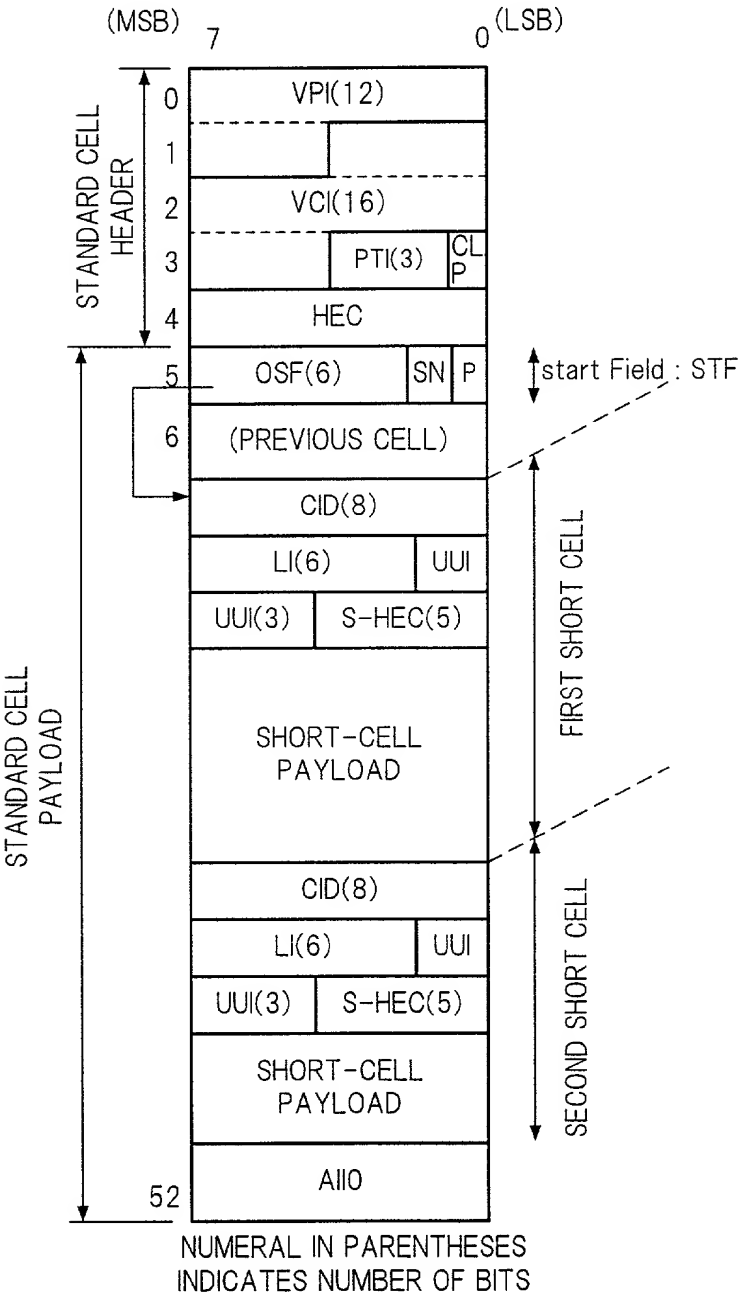 (MSB) 7 0 (LSB)
STANDARD CELL
HEADER
0 VPI(12)
1
2 VCI(16)
3 PTI(3) CL
P
4 HEC
5 OSF(6) SN P start Field : STF
6 (PREVIOUS CELL)
CID(8)
LI(6) UUI
UUI(3) S-HEC(5)
FIRST SHORT CELL
STANDARD CELL
PAYLOAD
SHORT-CELL
PAYLOAD
CID(8)
LI(6) UUI
UUI(3) S-HEC(5)
SECOND SHORT CELL
SHORT-CELL
PAYLOAD
52 All0
NUMERAL IN PARENTHESES
INDICATES NUMBER OF BITS